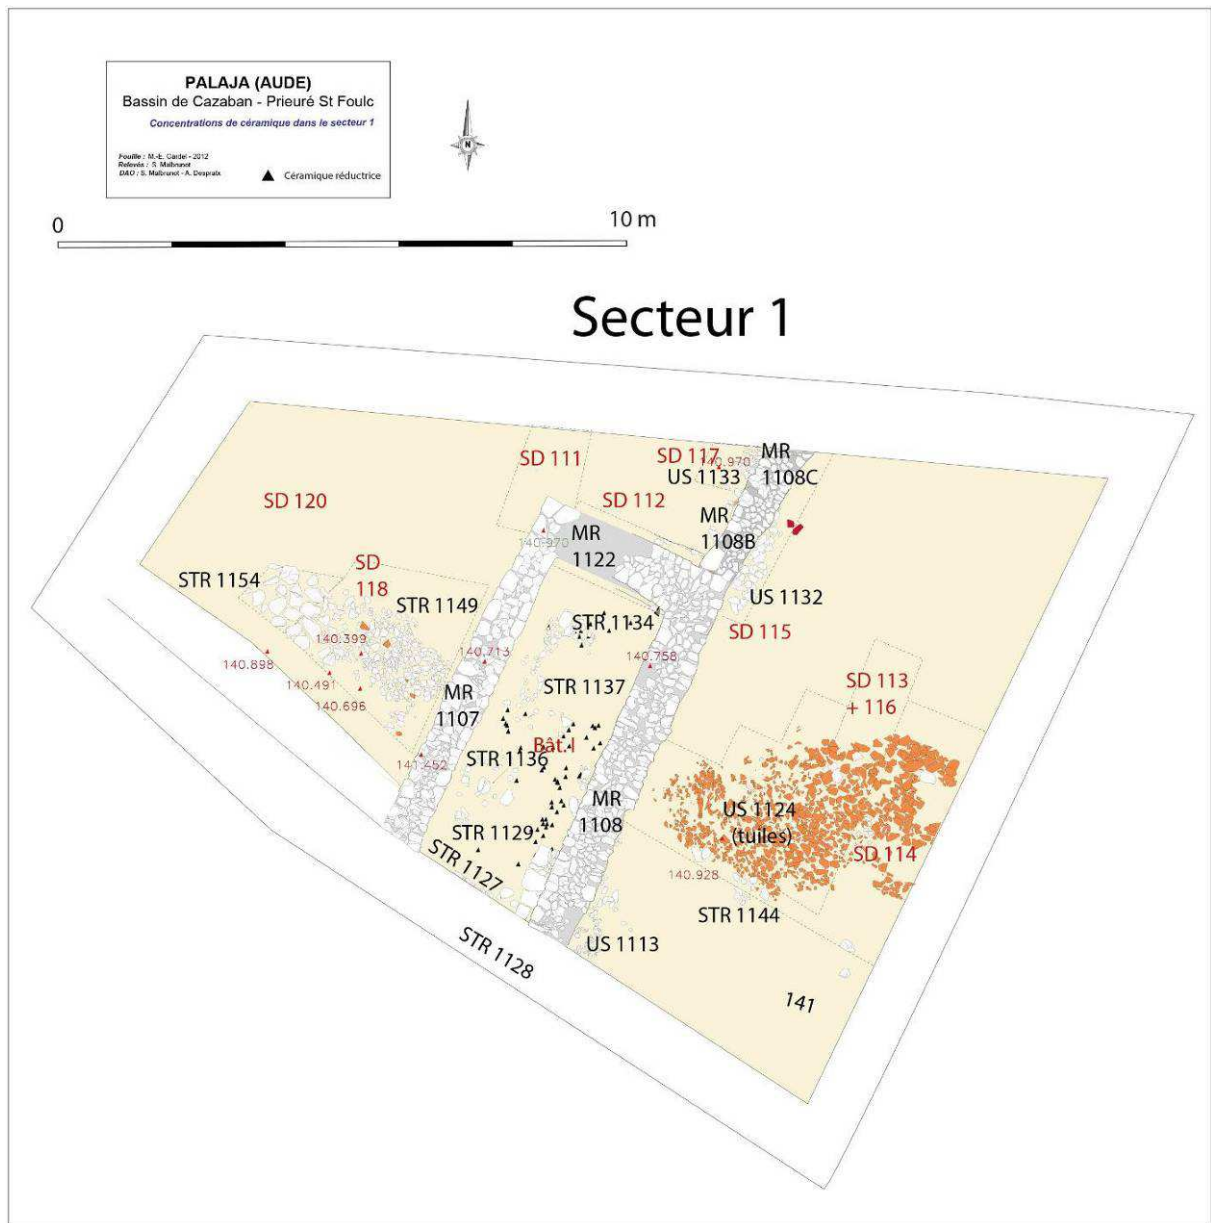 PALAJA (AUDE)
Bassin de Cazaban - Prieuré St Foulc
Concentrations de céramique dans le secteur 1
Fouille : M.-E. Gardel - 2012
Relevés : S. Malbrunot
DAO : S. Malbrunot - A. Despratx
Céramique réductrice
N
0
10 m
Secteur 1
SD 111
SD 117
140.970
MR
1108C
US 1133
SD 120
SD 112
MR
1108B
MR
1122
140.970
SD
118
STR 1154
STR 1149
US 1132
STR 1134
SD 115
140.399
140.898
140.491
140.696
140.713
140.758
STR 1137
SD 113
+ 116
MR
1107
Bât.I
STR 1136
141.452
MR
1108
US 1124
(tuiles)
STR 1129
SD 114
STR 1127
140.928
STR 1144
STR 1128
US 1113
141